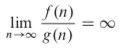 lim n→∞ f(n)/g(n) = ∞